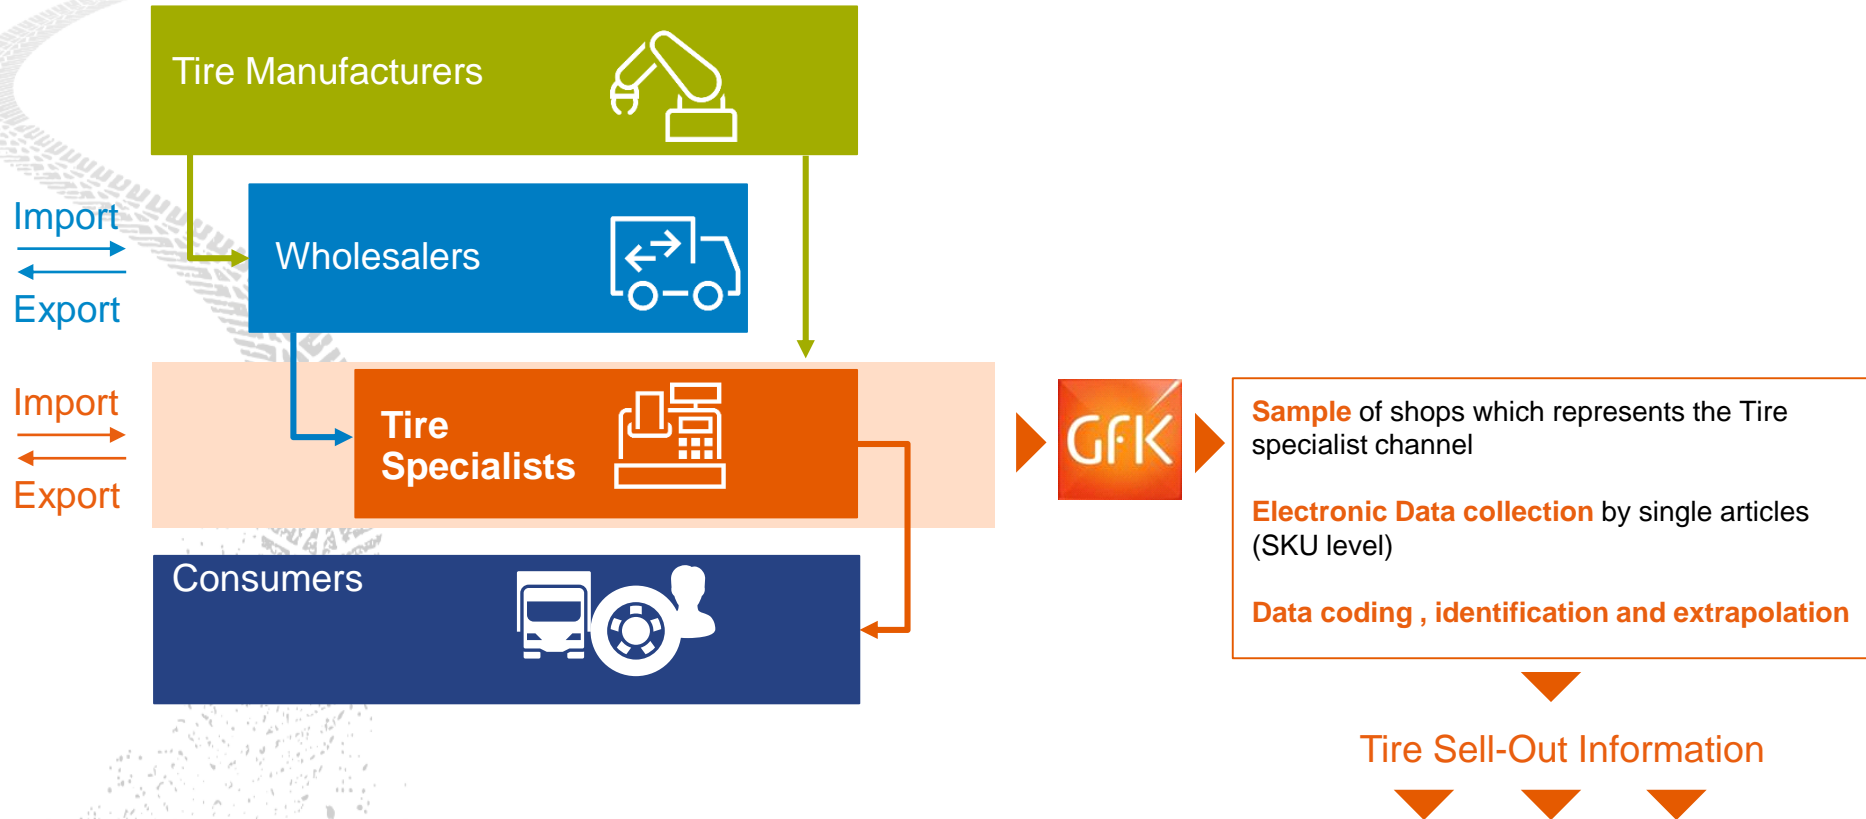 Tire Manufacturers
Import
Export
Wholesalers
Import
Export
Tire
Specialists
Consumers
GfK
Sample of shops which represents the Tire
specialist channel
Electronic Data collection by single articles
(SKU level)
Data coding , identification and extrapolation
Tire Sell-Out Information